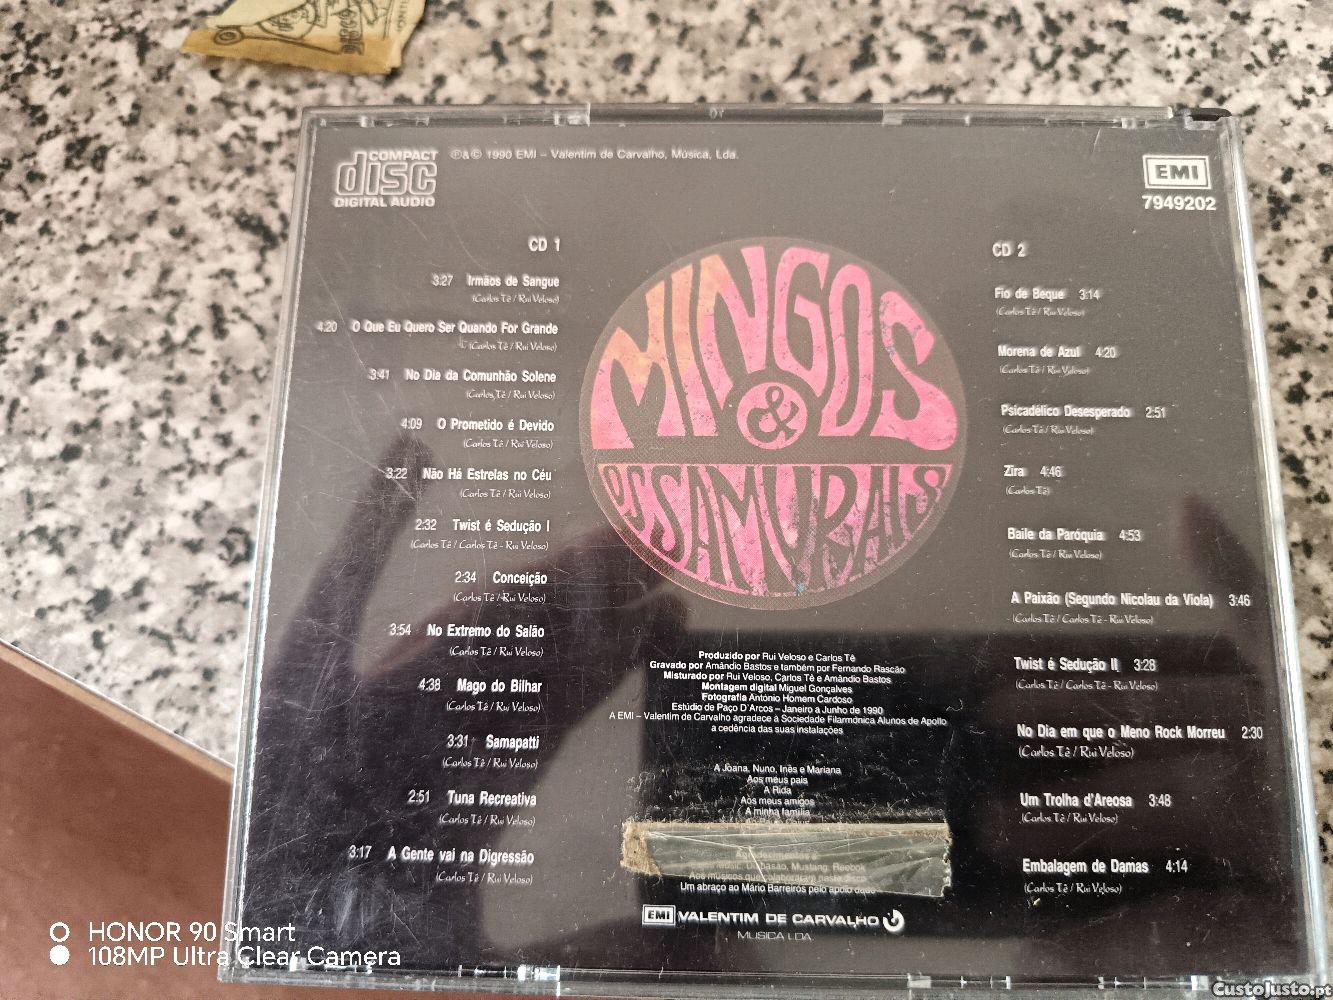 COMPACT
disc
DIGITAL AUDIO
℗&© 1990 EMI – Valentim de Carvalho, Música, Lda.
EMI
7949202
CD 1
3:27 Irmãos de Sangue
(Carlos Tê / Rui Veloso)
4:20 O Que Eu Quero Ser Quando For Grande
(Carlos Tê / Rui Veloso)
3:41 No Dia da Comunhão Solene
(Carlos Tê / Rui Veloso)
4:09 O Prometido é Devido
(Carlos Tê / Rui Veloso)
3:22 Não Há Estrelas no Céu
(Carlos Tê / Rui Veloso)
2:32 Twist é Sedução I
(Carlos Tê / Carlos Tê - Rui Veloso)
2:34 Conceição
(Carlos Tê / Rui Veloso)
3:54 No Extremo do Salão
(Carlos Tê / Rui Veloso)
4:38 Mago do Bilhar
(Carlos Tê / Rui Veloso)
3:31 Samapatti
(Carlos Tê / Rui Veloso)
2:51 Tuna Recreativa
(Carlos Tê / Rui Veloso)
3:17 A Gente vai na Digressão
(Carlos Tê / Rui Veloso)
MINGOS
&
OS SAMURAIS
CD 2
Fio de Beque 3:14
(Carlos Tê / Rui Veloso)
Morena de Azul 4:20
(Carlos Tê / Rui Veloso)
Psicadélico Desesperado 2:51
(Carlos Tê / Rui Veloso)
Zira 4:46
(Carlos Tê)
Baile da Paróquia 4:53
(Carlos Tê / Rui Veloso)
A Paixão (Segundo Nicolau da Viola) 3:46
(Carlos Tê / Carlos Tê - Rui Veloso)
Twist é Sedução II 3:28
(Carlos Tê / Carlos Tê - Rui Veloso)
No Dia em que o Meno Rock Morreu 2:30
(Carlos Tê / Rui Veloso)
Um Trolha d'Areosa 3:48
(Carlos Tê / Rui Veloso)
Embalagem de Damas 4:14
(Carlos Tê / Rui Veloso)
Produzido por Rui Veloso e Carlos Tê
Gravado por Amândio Bastos e também por Fernando Rascão
Misturado por Rui Veloso, Carlos Tê e Amândio Bastos
Montagem digital Miguel Gonçalves
Fotografia António Homem Cardoso
Estúdio de Paço D'Arcos – Janeiro a Junho de 1990
A EMI – Valentim de Carvalho agradece à Sociedade Filarmónica Alunos de Apollo
a cedência das suas instalações
A Joana, Nuno, Inês e Mariana
Aos meus pais
A Rida
Aos meus amigos
A minha família
Agradecimentos a
Music, Mustang, Reebok
Aos músicos que colaboraram neste disco
Um abraço ao Mário Barreiros pelo apoio
EMI VALENTIM DE CARVALHO
MÚSICA LDA
HONOR 90 Smart
108MP Ultra Clear Camera
CustoJusto.pt